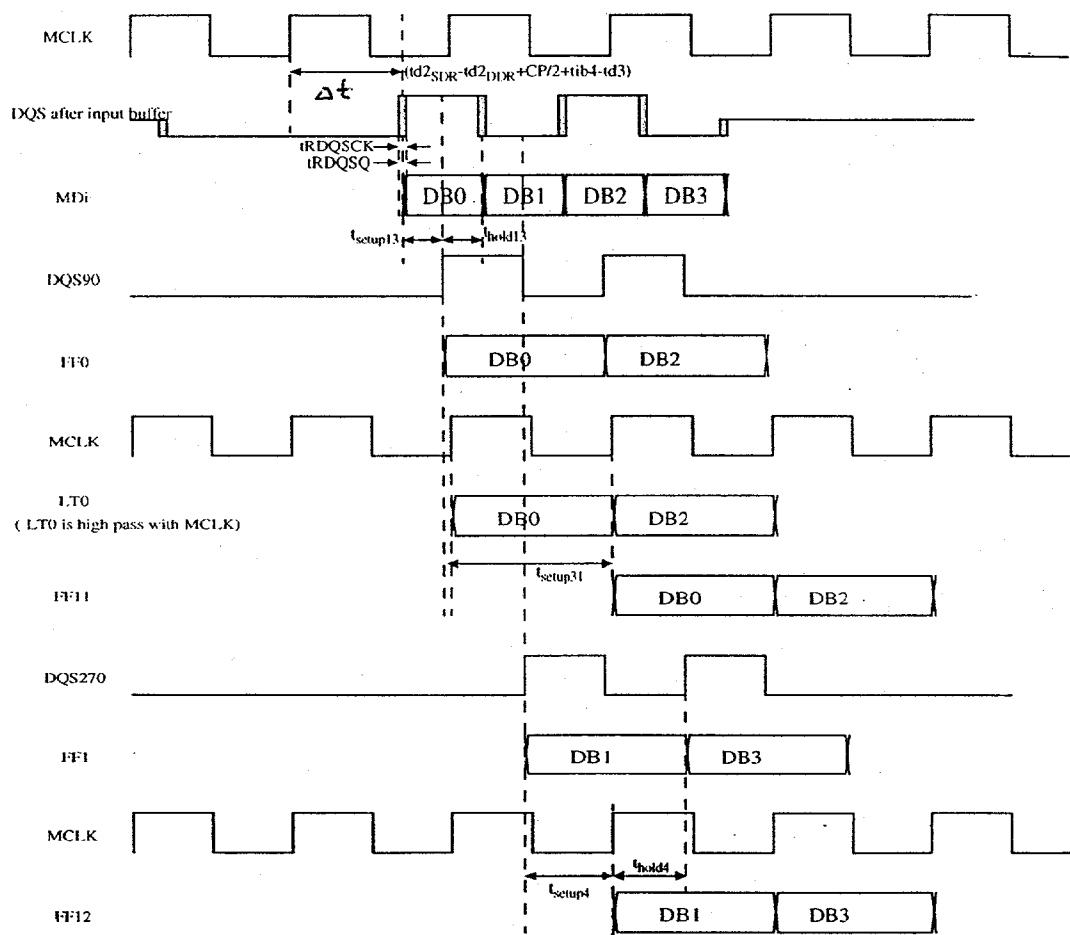 MCLK
(td2SDR-td2DDR+CP/2+tib4-td3)
Δt
DQS after input buffer
tRDQSCK
tRDQSQ
MDi
DB0 DB1 DB2 DB3
tsetup13 thold13
DQS90
FF0
DB0 DB2
MCLK
LT0
( LT0 is high pass with MCLK)
DB0 DB2
tsetup31
FF11
DB0 DB2
DQS270
FF1
DB1 DB3
MCLK
tsetup4 thold4
FF12
DB1 DB3